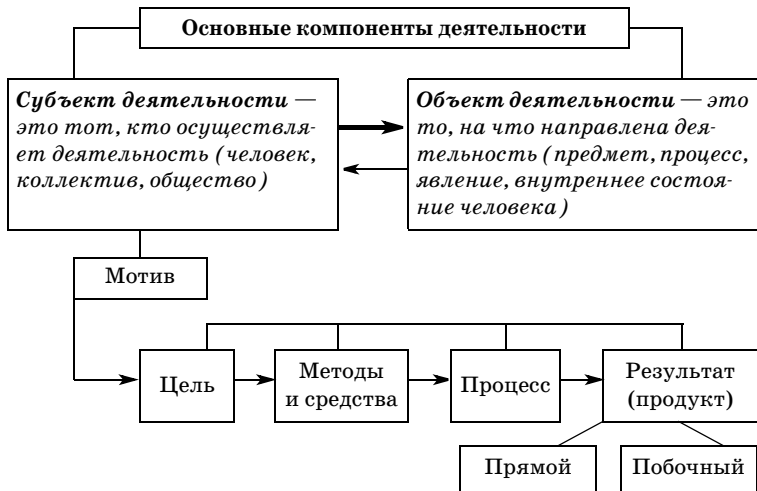 Основные компоненты деятельности
Субъект деятельности —
это тот, кто осуществля-
ет деятельность (человек,
коллектив, общество)
Объект деятельности — это
то, на что направлена дея-
тельность (предмет, процесс,
явление, внутреннее состоя-
ние человека)
Мотив
Цель
Методы
и средства
Процесс
Результат
(продукт)
Прямой
Побочный